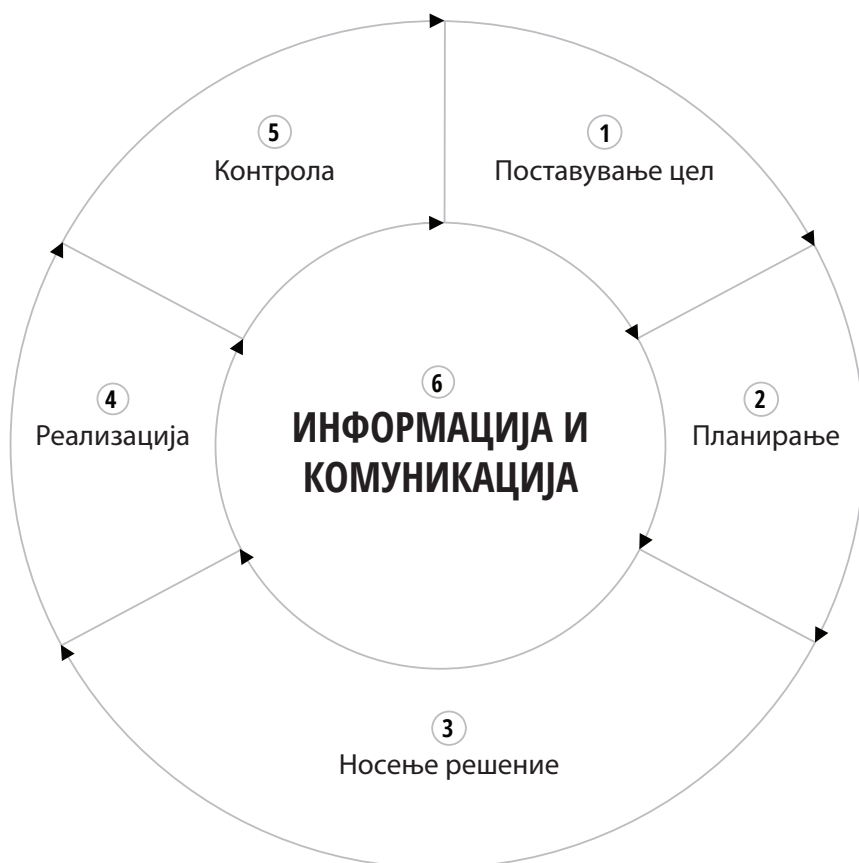 5
Контрола
1
Поставување цел
4
Реализација
6
ИНФОРМАЦИЈА И
КОМУНИКАЦИЈА
2
Планирање
3
Носење решение